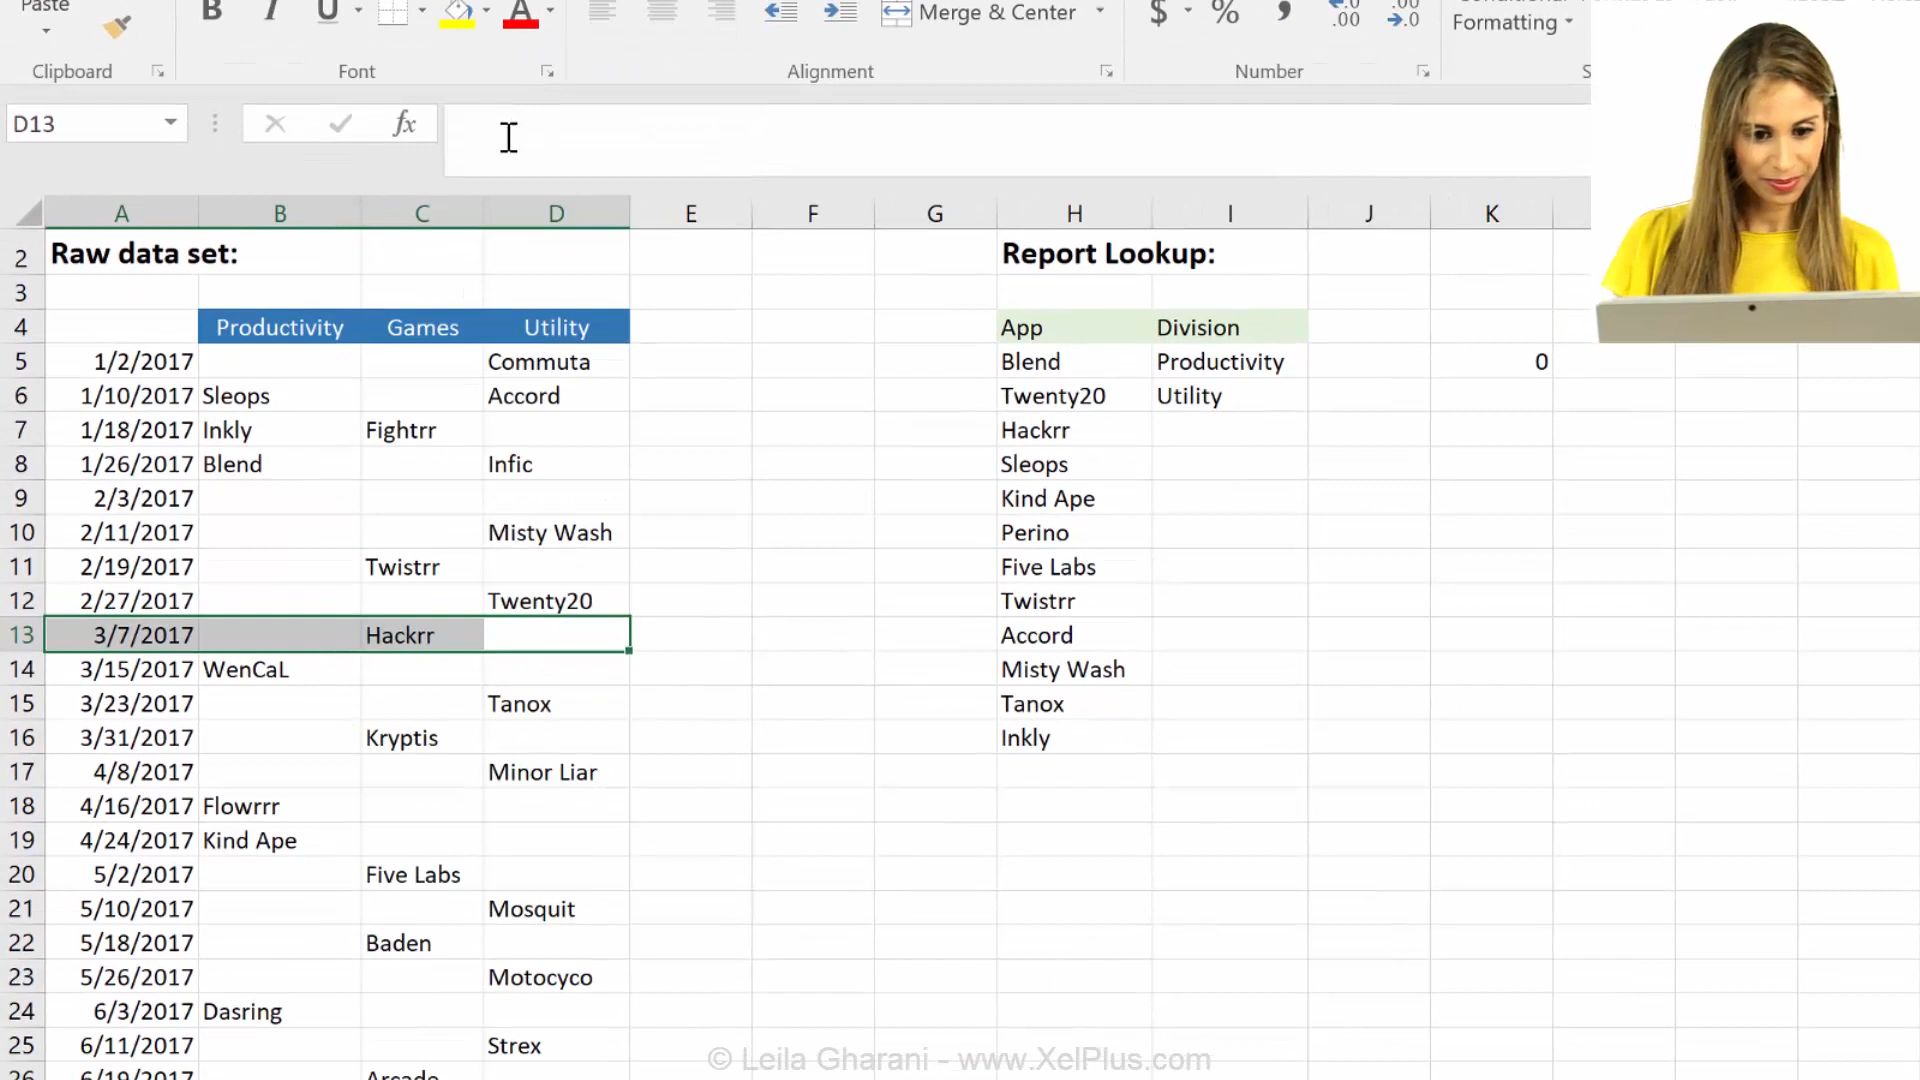 Paste
B I U A
Merge & Center
$ % , .00
.00
Formatting
Clipboard Font Alignment Number
D13 fx
A B C D E F G H I J K
2 Raw data set: Report Lookup:
3
4 Productivity Games Utility App Division
5 1/2/2017 Commuta Blend Productivity 0
6 1/10/2017 Sleops Accord Twenty20 Utility
7 1/18/2017 Inkly Fightrr Hackrr
8 1/26/2017 Blend Infic Sleops
9 2/3/2017 Kind Ape
10 2/11/2017 Misty Wash Perino
11 2/19/2017 Twistrr Five Labs
12 2/27/2017 Twenty20 Twistrr
13 3/7/2017 Hackrr Accord
14 3/15/2017 WenCaL Misty Wash
15 3/23/2017 Tanox Tanox
16 3/31/2017 Kryptis Inkly
17 4/8/2017 Minor Liar
18 4/16/2017 Flowrrr
19 4/24/2017 Kind Ape
20 5/2/2017 Five Labs
21 5/10/2017 Mosquit
22 5/18/2017 Baden
23 5/26/2017 Motocyco
24 6/3/2017 Dasring
25 6/11/2017 Strex
26 6/19/2017 Arcade
© Leila Gharani - www.XelPlus.com